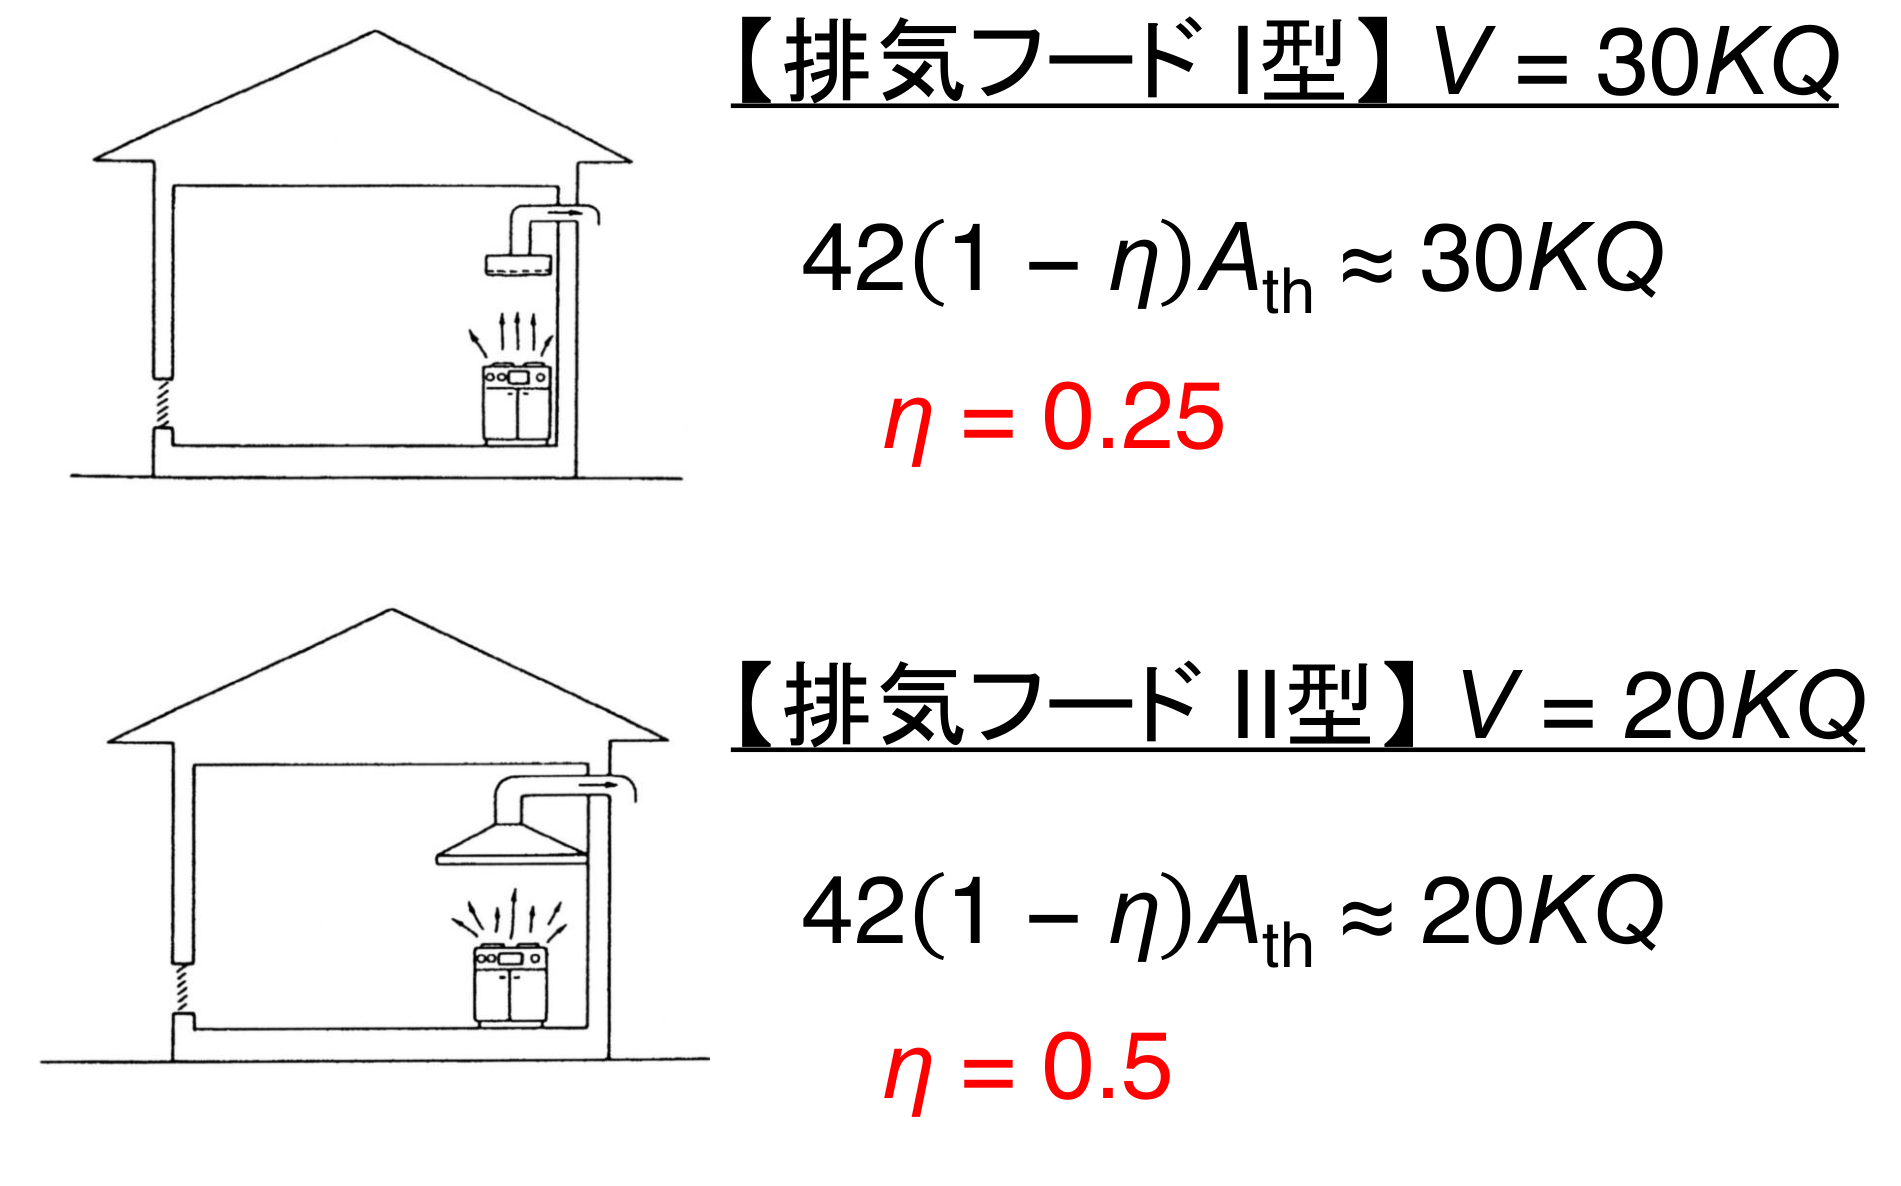 【排気フード I型】 V = 30KQ
42(1 − η)Ath ≈ 30KQ
η = 0.25
【排気フード II型】 V = 20KQ
42(1 − η)Ath ≈ 20KQ
η = 0.5